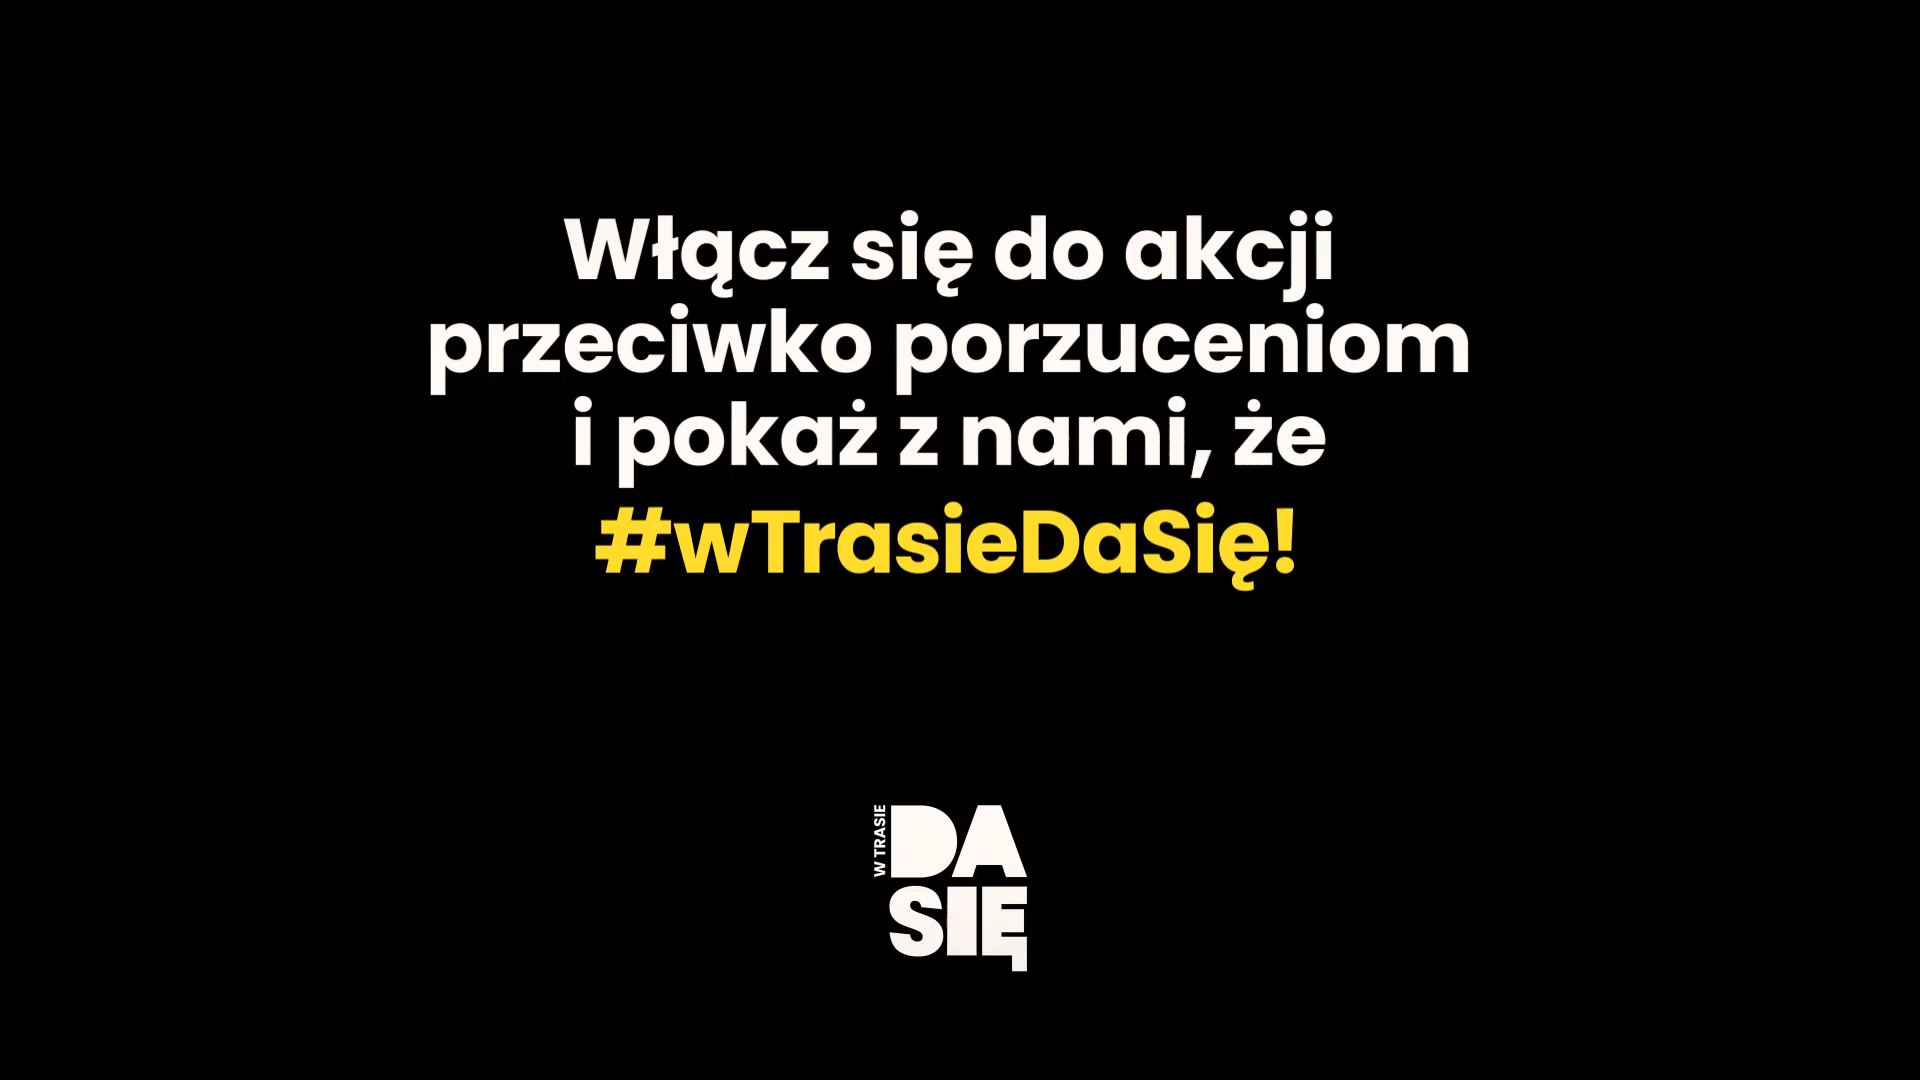 Włącz się do akcji
przeciwko porzuceniom
i pokaż z nami, że
#wTrasieDaSię!
W TRASIE
DA
SIĘ